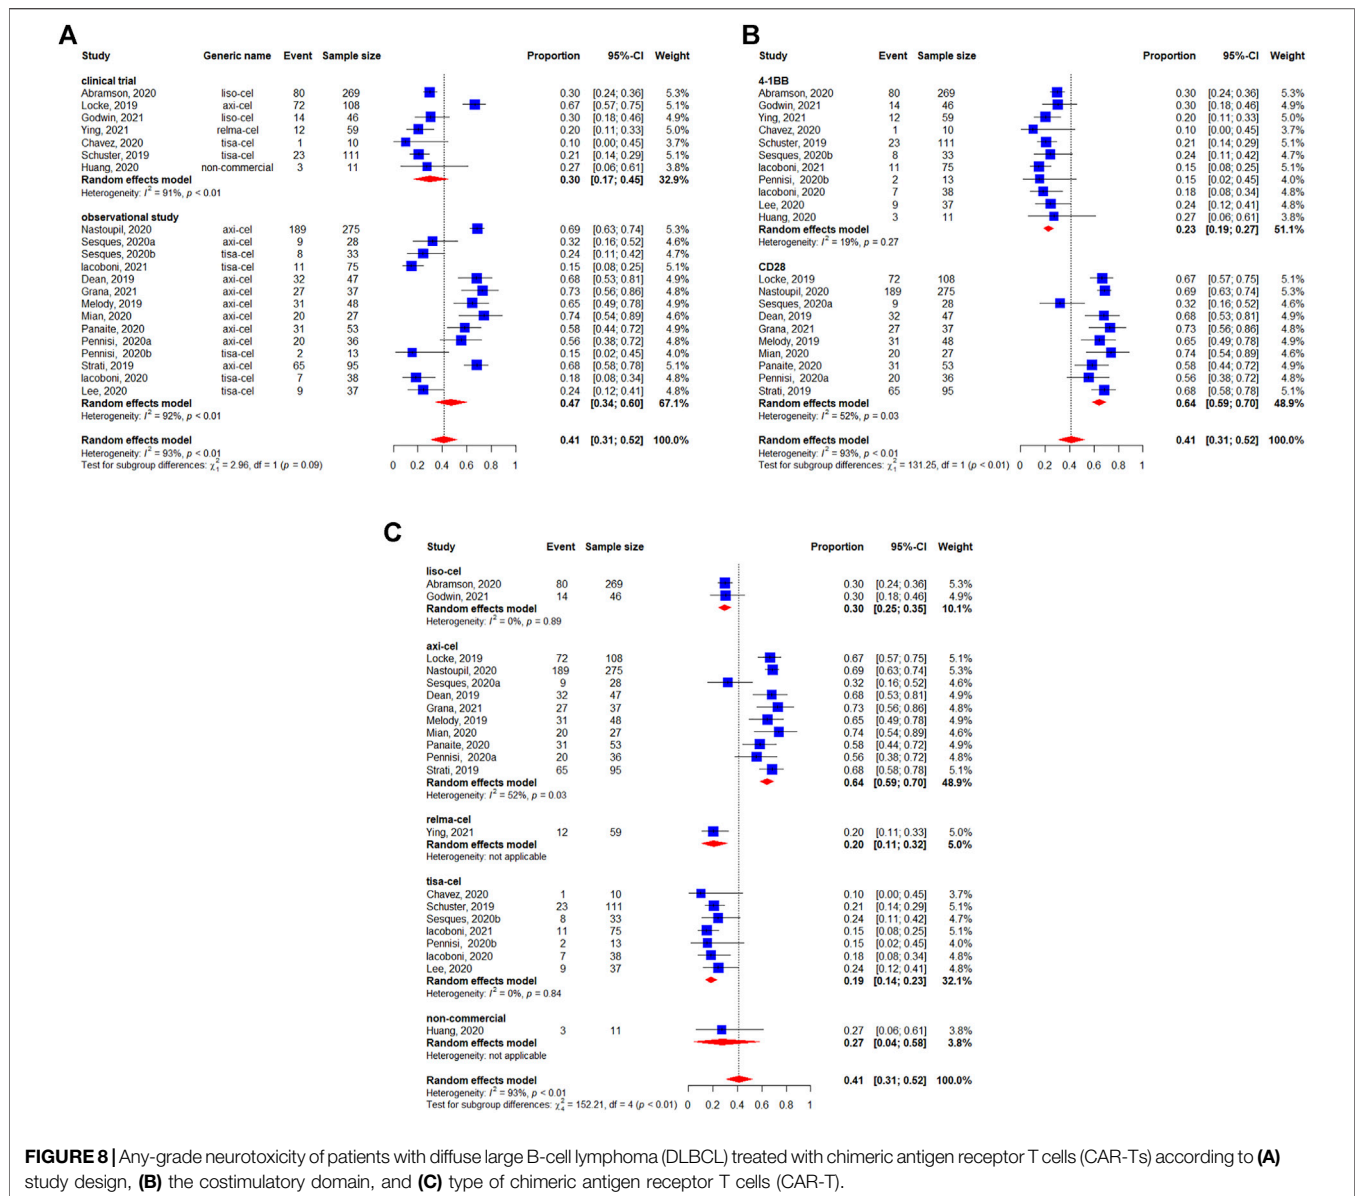 A
Study Generic name Event Sample size Proportion 95%-CI Weight
clinical trial
Abramson, 2020 liso-cel 80 269 0.30 [0.24; 0.36] 5.3%
Locke, 2019 axi-cel 72 108 0.67 [0.57; 0.75] 5.1%
Godwin, 2021 liso-cel 14 46 0.30 [0.18; 0.46] 4.9%
Ying, 2021 relma-cel 12 59 0.20 [0.11; 0.33] 5.0%
Chavez, 2020 tisa-cel 1 10 0.10 [0.00; 0.45] 3.7%
Schuster, 2019 tisa-cel 23 111 0.21 [0.14; 0.29] 5.1%
Huang, 2020 non-commercial 3 11 0.27 [0.06; 0.61] 3.8%
Random effects model 0.30 [0.17; 0.45] 32.9%
Heterogeneity: I² = 91%, p < 0.01
observational study
Nastoupil, 2020 axi-cel 189 275 0.69 [0.63; 0.74] 5.3%
Sesques, 2020a axi-cel 9 28 0.32 [0.16; 0.52] 4.6%
Sesques, 2020b tisa-cel 8 33 0.24 [0.11; 0.42] 4.7%
Iacoboni, 2021 tisa-cel 11 75 0.15 [0.08; 0.25] 5.1%
Dean, 2019 axi-cel 32 47 0.68 [0.53; 0.81] 4.9%
Grana, 2021 axi-cel 27 37 0.73 [0.56; 0.86] 4.8%
Melody, 2019 axi-cel 31 48 0.65 [0.49; 0.78] 4.9%
Mian, 2020 axi-cel 20 27 0.74 [0.54; 0.89] 4.6%
Panaite, 2020 axi-cel 31 53 0.58 [0.44; 0.72] 4.9%
Pennisi, 2020a axi-cel 20 36 0.56 [0.38; 0.72] 4.8%
Pennisi, 2020b tisa-cel 2 13 0.15 [0.02; 0.45] 4.0%
Strati, 2019 axi-cel 65 95 0.68 [0.58; 0.78] 5.1%
Iacoboni, 2020 tisa-cel 7 38 0.18 [0.08; 0.34] 4.8%
Lee, 2020 tisa-cel 9 37 0.24 [0.12; 0.41] 4.8%
Random effects model 0.47 [0.34; 0.60] 67.1%
Heterogeneity: I² = 92%, p < 0.01
Random effects model 0.41 [0.31; 0.52] 100.0%
Heterogeneity: I² = 93%, p < 0.01
Test for subgroup differences: χ²₁ = 2.96, df = 1 (p = 0.09)
0 0.2 0.4 0.6 0.8 1
B
Study Event Sample size Proportion 95%-CI Weight
4-1BB
Abramson, 2020 80 269 0.30 [0.24; 0.36] 5.3%
Godwin, 2021 14 46 0.30 [0.18; 0.46] 4.9%
Ying, 2021 12 59 0.20 [0.11; 0.33] 5.0%
Chavez, 2020 1 10 0.10 [0.00; 0.45] 3.7%
Schuster, 2019 23 111 0.21 [0.14; 0.29] 5.1%
Sesques, 2020b 8 33 0.24 [0.11; 0.42] 4.7%
Iacoboni, 2021 11 75 0.15 [0.08; 0.25] 5.1%
Pennisi, 2020b 2 13 0.15 [0.02; 0.45] 4.0%
Iacoboni, 2020 7 38 0.18 [0.08; 0.34] 4.8%
Lee, 2020 9 37 0.24 [0.12; 0.41] 4.8%
Huang, 2020 3 11 0.27 [0.06; 0.61] 3.8%
Random effects model 0.23 [0.19; 0.27] 51.1%
Heterogeneity: I² = 19%, p = 0.27
CD28
Locke, 2019 72 108 0.67 [0.57; 0.75] 5.1%
Nastoupil, 2020 189 275 0.69 [0.63; 0.74] 5.3%
Sesques, 2020a 9 28 0.32 [0.16; 0.52] 4.6%
Dean, 2019 32 47 0.68 [0.53; 0.81] 4.9%
Grana, 2021 27 37 0.73 [0.56; 0.86] 4.8%
Melody, 2019 31 48 0.65 [0.49; 0.78] 4.9%
Mian, 2020 20 27 0.74 [0.54; 0.89] 4.6%
Panaite, 2020 31 53 0.58 [0.44; 0.72] 4.9%
Pennisi, 2020a 20 36 0.56 [0.38; 0.72] 4.8%
Strati, 2019 65 95 0.68 [0.58; 0.78] 5.1%
Random effects model 0.64 [0.59; 0.70] 48.9%
Heterogeneity: I² = 52%, p = 0.03
Random effects model 0.41 [0.31; 0.52] 100.0%
Heterogeneity: I² = 93%, p < 0.01
Test for subgroup differences: χ²₁ = 131.25, df = 1 (p < 0.01)
0 0.2 0.4 0.6 0.8 1
C
Study Event Sample size Proportion 95%-CI Weight
liso-cel
Abramson, 2020 80 269 0.30 [0.24; 0.36] 5.3%
Godwin, 2021 14 46 0.30 [0.18; 0.46] 4.9%
Random effects model 0.30 [0.25; 0.35] 10.1%
Heterogeneity: I² = 0%, p = 0.89
axi-cel
Locke, 2019 72 108 0.67 [0.57; 0.75] 5.1%
Nastoupil, 2020 189 275 0.69 [0.63; 0.74] 5.3%
Sesques, 2020a 9 28 0.32 [0.16; 0.52] 4.6%
Dean, 2019 32 47 0.68 [0.53; 0.81] 4.9%
Grana, 2021 27 37 0.73 [0.56; 0.86] 4.8%
Melody, 2019 31 48 0.65 [0.49; 0.78] 4.9%
Mian, 2020 20 27 0.74 [0.54; 0.89] 4.6%
Panaite, 2020 31 53 0.58 [0.44; 0.72] 4.9%
Pennisi, 2020a 20 36 0.56 [0.38; 0.72] 4.8%
Strati, 2019 65 95 0.68 [0.58; 0.78] 5.1%
Random effects model 0.64 [0.59; 0.70] 48.9%
Heterogeneity: I² = 52%, p = 0.03
relma-cel
Ying, 2021 12 59 0.20 [0.11; 0.33] 5.0%
Random effects model 0.20 [0.11; 0.32] 5.0%
Heterogeneity: not applicable
tisa-cel
Chavez, 2020 1 10 0.10 [0.00; 0.45] 3.7%
Schuster, 2019 23 111 0.21 [0.14; 0.29] 5.1%
Sesques, 2020b 8 33 0.24 [0.11; 0.42] 4.7%
Iacoboni, 2021 11 75 0.15 [0.08; 0.25] 5.1%
Pennisi, 2020b 2 13 0.15 [0.02; 0.45] 4.0%
Iacoboni, 2020 7 38 0.18 [0.08; 0.34] 4.8%
Lee, 2020 9 37 0.24 [0.12; 0.41] 4.8%
Random effects model 0.19 [0.14; 0.23] 32.1%
Heterogeneity: I² = 0%, p = 0.84
non-commercial
Huang, 2020 3 11 0.27 [0.06; 0.61] 3.8%
Random effects model 0.27 [0.04; 0.58] 3.8%
Heterogeneity: not applicable
Random effects model 0.41 [0.31; 0.52] 100.0%
Heterogeneity: I² = 93%, p < 0.01
Test for subgroup differences: χ²₄ = 152.21, df = 4 (p < 0.01)
0 0.2 0.4 0.6 0.8 1
FIGURE 8 | Any-grade neurotoxicity of patients with diffuse large B-cell lymphoma (DLBCL) treated with chimeric antigen receptor T cells (CAR-Ts) according to (A)
study design, (B) the costimulatory domain, and (C) type of chimeric antigen receptor T cells (CAR-T).